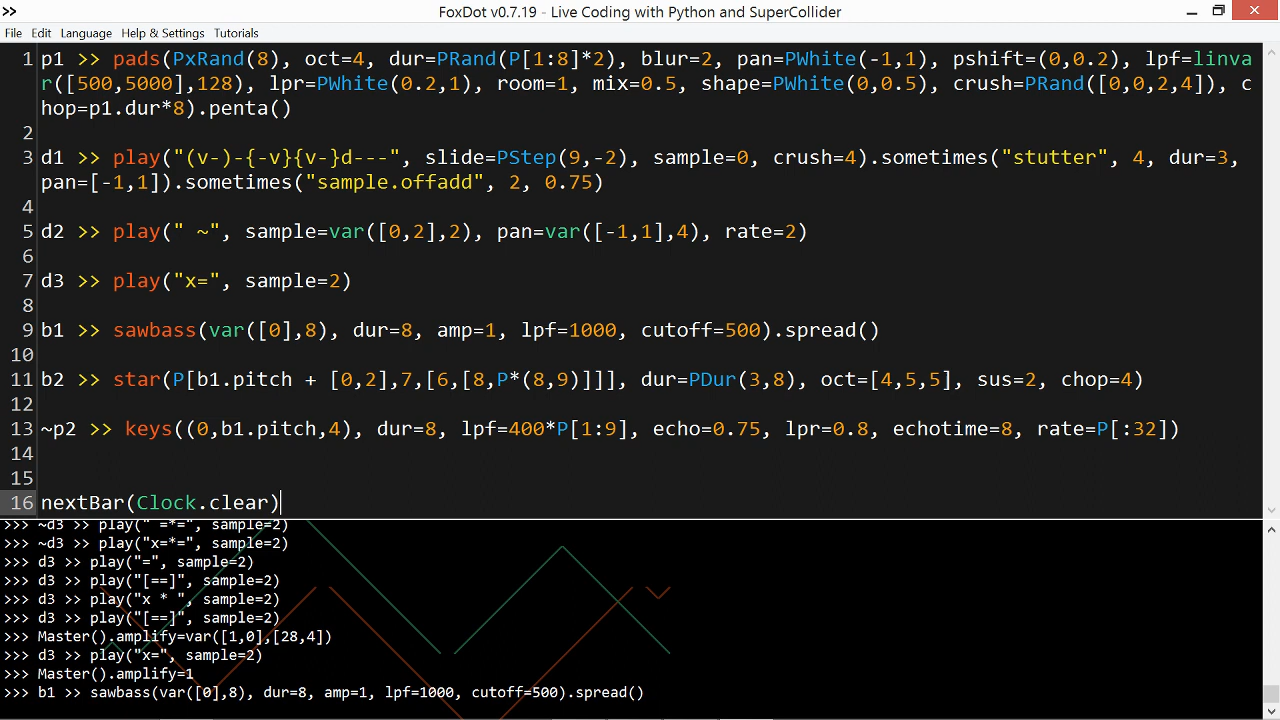 FoxDot v0.7.19 - Live Coding with Python and SuperCollider
File Edit Language Help & Settings Tutorials
1 p1 >> pads(PxRand(8), oct=4, dur=PRand(P[1:8]*2), blur=2, pan=PWhite(-1,1), pshift=(0,0.2), lpf=linva
r([500,5000],128), lpr=PWhite(0.2,1), room=1, mix=0.5, shape=PWhite(0,0.5), crush=PRand([0,0,2,4]), c
hop=p1.dur*8).penta()
2
3 d1 >> play("(v-)-{-v}{v-}d---", slide=PStep(9,-2), sample=0, crush=4).sometimes("stutter", 4, dur=3,
pan=[-1,1]).sometimes("sample.offadd", 2, 0.75)
4
5 d2 >> play(" ~", sample=var([0,2],2), pan=var([-1,1],4), rate=2)
6
7 d3 >> play("x=", sample=2)
8
9 b1 >> sawbass(var([0],8), dur=8, amp=1, lpf=1000, cutoff=500).spread()
10
11 b2 >> star(P[b1.pitch + [0,2],7,[6,[8,P*(8,9)]]], dur=PDur(3,8), oct=[4,5,5], sus=2, chop=4)
12
13 ~p2 >> keys((0,b1.pitch,4), dur=8, lpf=400*P[1:9], echo=0.75, lpr=0.8, echotime=8, rate=P[:32])
14
15
16 nextBar(Clock.clear)
>>> ~d3 >> play(" =*=", sample=2)
>>> ~d3 >> play("x=*=", sample=2)
>>> d3 >> play("=", sample=2)
>>> d3 >> play("[==]", sample=2)
>>> d3 >> play("x * ", sample=2)
>>> d3 >> play("[==]", sample=2)
>>> Master().amplify=var([1,0],[28,4])
>>> d3 >> play("x=", sample=2)
>>> Master().amplify=1
>>> b1 >> sawbass(var([0],8), dur=8, amp=1, lpf=1000, cutoff=500).spread()